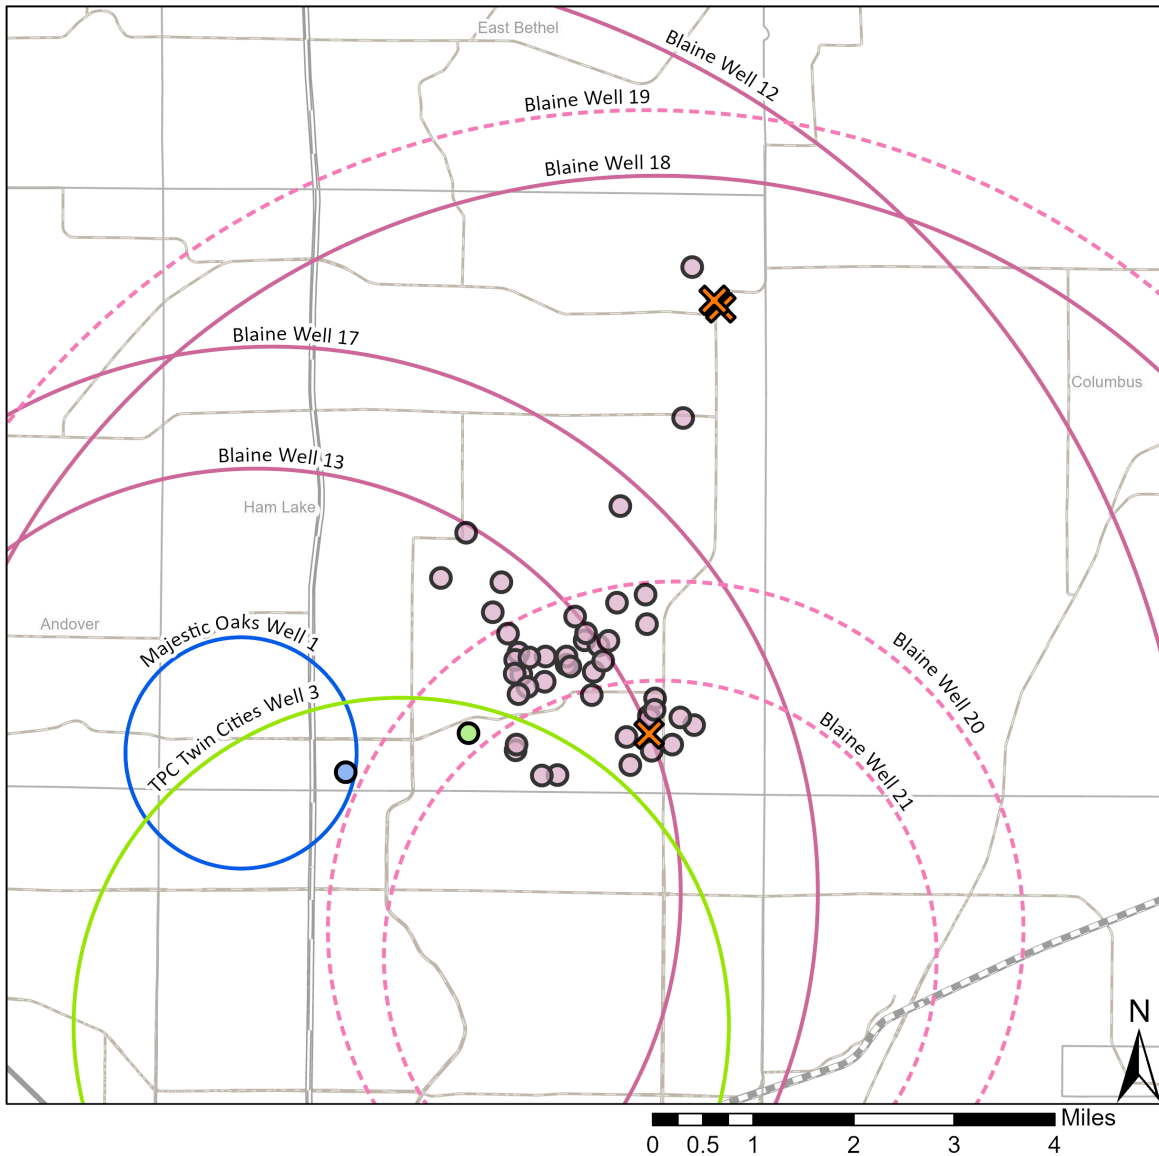 East Bethel
Blaine Well 12
Blaine Well 19
Blaine Well 18
Blaine Well 17
Columbus
Blaine Well 13
Ham Lake
Andover
Majestic Oaks Well 1
Blaine Well 20
TPC Twin Cities Well 3
Blaine Well 21
N
Miles
0 0.5 1 2 3 4